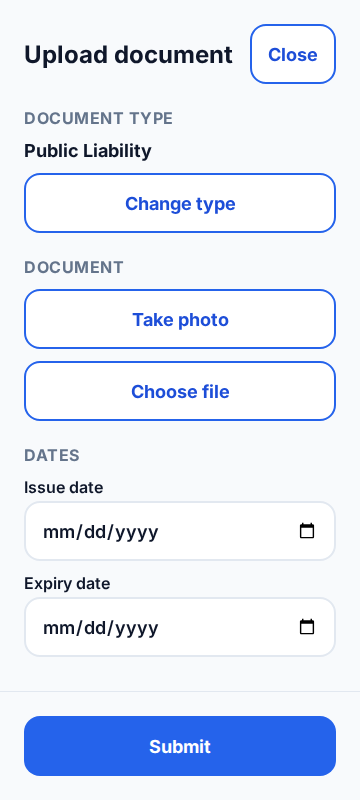 Upload document
Close
DOCUMENT TYPE
Public Liability
Change type
DOCUMENT
Take photo
Choose file
DATES
Issue date
mm/dd/yyyy
Expiry date
mm/dd/yyyy
Submit